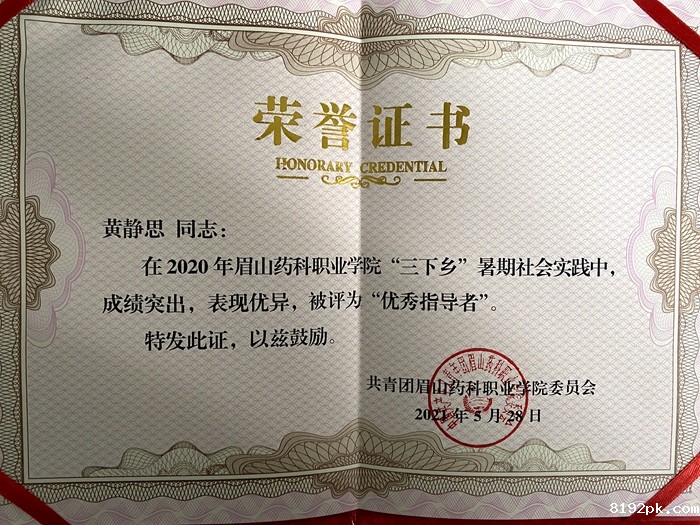 荣誉证书
HONORARY CREDENTIAL
黄静思 同志：
在2020年眉山药科职业学院“三下乡”暑期社会实践中，
成绩突出，表现优异，被评为“优秀指导者”。
特发此证，以兹鼓励。
共青团眉山药科职业学院委员会
2021年5月28日
8192pk.com